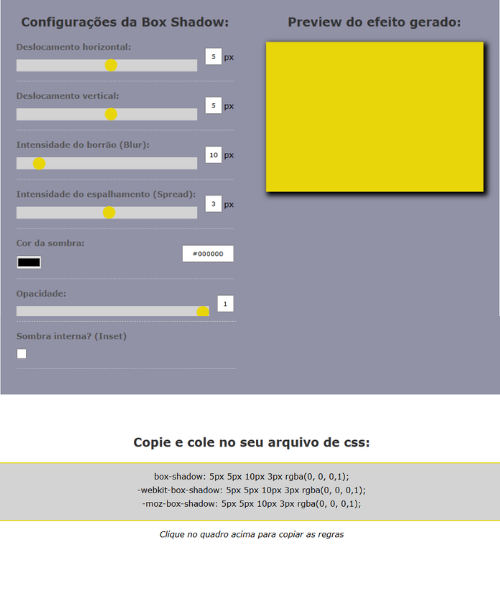 Configurações da Box Shadow:
Deslocamento horizontal:
5 px
Deslocamento vertical:
5 px
Intensidade do borrão (Blur):
10 px
Intensidade do espalhamento (Spread):
3 px
Cor da sombra:
#000000
Opacidade:
1
Sombra interna? (Inset)
Preview do efeito gerado:
Copie e cole no seu arquivo de css:
box-shadow: 5px 5px 10px 3px rgba(0, 0, 0,1);
-webkit-box-shadow: 5px 5px 10px 3px rgba(0, 0, 0,1);
-moz-box-shadow: 5px 5px 10px 3px rgba(0, 0, 0,1);
Clique no quadro acima para copiar as regras